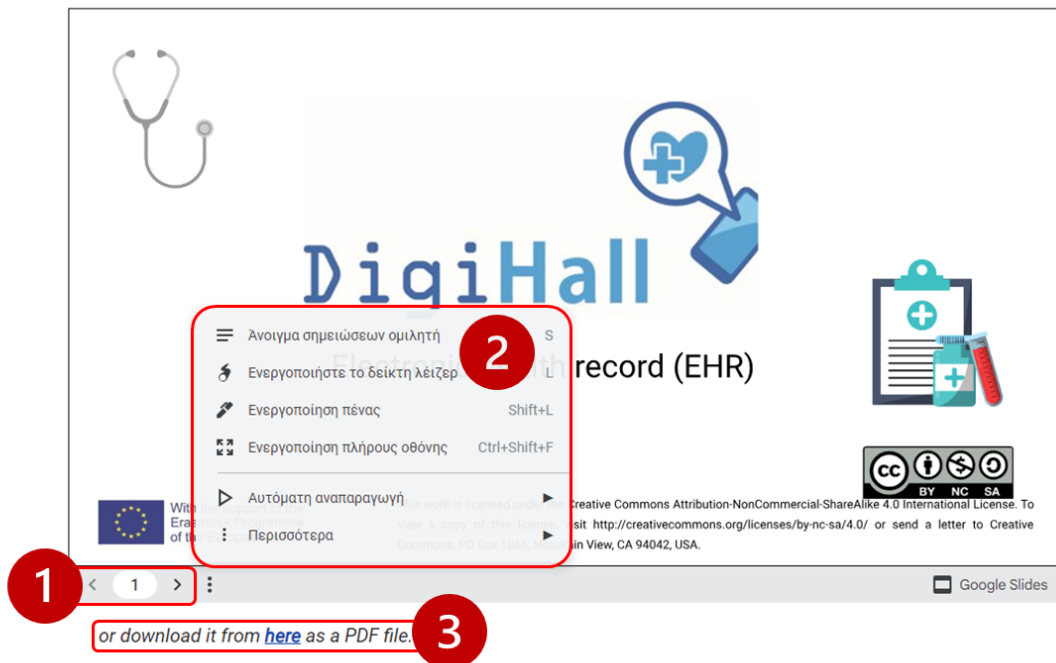 DigiHall
record (EHR)
Άνοιγμα σημειώσεων ομιλητή S
2
Ενεργοποιήστε το δείκτη λέιζερ L
Ενεργοποίηση πένας Shift+L
Ενεργοποίηση πλήρους οθόνης Ctrl+Shift+F
Αυτόματη αναπαραγωγή
Περισσότερα
cc BY NC SA
With the support of the
Erasmus+ Programme
of the
This work is licensed under the Creative Commons Attribution-NonCommercial-ShareAlike 4.0 International License. To
view a copy of this license, visit http://creativecommons.org/licenses/by-nc-sa/4.0/ or send a letter to Creative
Commons, PO Box 1866, Mountain View, CA 94042, USA.
1
< 1 >
Google Slides
or download it from here as a PDF file.
3